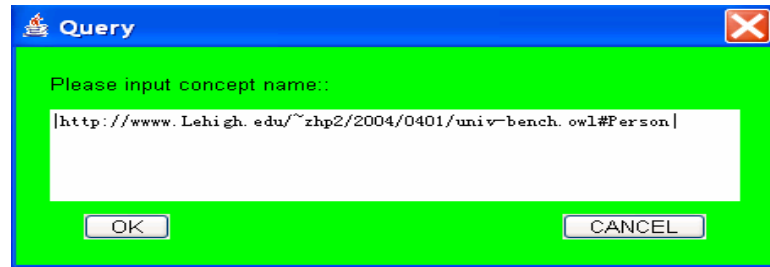 Query
Please input concept name::
|http://wwww.Lehigh.edu/~zhp2/2004/0401/univ-bench.owl#Person|
OK CANCEL